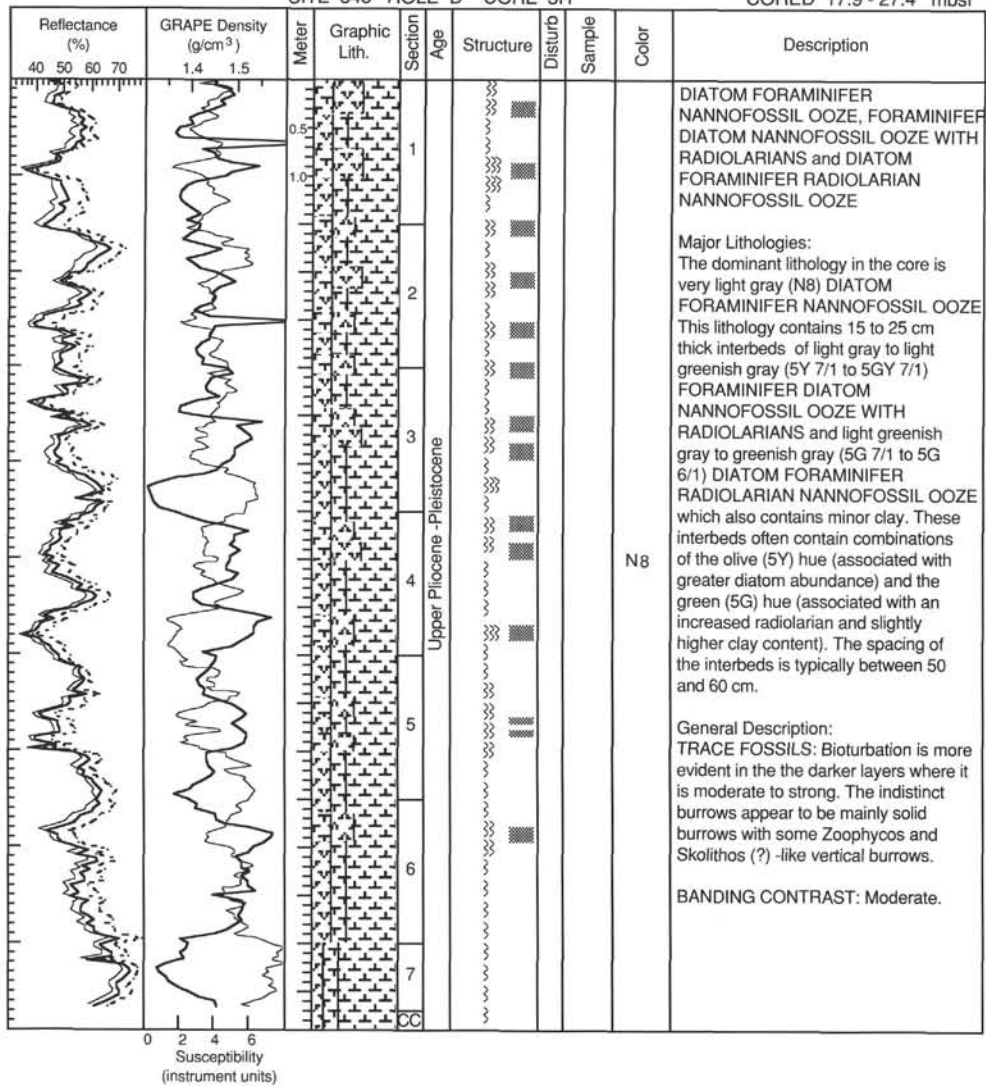 CORED 17.9 - 27.4 mbsf
Reflectance
(%)
40 50 60 70
GRAPE Density
(g/cm³)
1.4 1.5
Meter
Graphic
Lith.
Section
Age
Structure
Disturb
Sample
Color
Description
0.5
1.0
1
2
3
4
5
6
7
CC
Upper Pliocene -Pleistocene
N8
DIATOM FORAMINIFER
NANNOFOSSIL OOZE, FORAMINIFER
DIATOM NANNOFOSSIL OOZE WITH
RADIOLARIANS and DIATOM
FORAMINIFER RADIOLARIAN
NANNOFOSSIL OOZE
Major Lithologies:
The dominant lithology in the core is
very light gray (N8) DIATOM
FORAMINIFER NANNOFOSSIL OOZE
This lithology contains 15 to 25 cm
thick interbeds of light gray to light
greenish gray (5Y 7/1 to 5GY 7/1)
FORAMINIFER DIATOM
NANNOFOSSIL OOZE WITH
RADIOLARIANS and light greenish
gray to greenish gray (5G 7/1 to 5G
6/1) DIATOM FORAMINIFER
RADIOLARIAN NANNOFOSSIL OOZE
which also contains minor clay. These
interbeds often contain combinations
of the olive (5Y) hue (associated with
greater diatom abundance) and the
green (5G) hue (associated with an
increased radiolarian and slightly
higher clay content). The spacing of
the interbeds is typically between 50
and 60 cm.
General Description:
TRACE FOSSILS: Bioturbation is more
evident in the the darker layers where it
is moderate to strong. The indistinct
burrows appear to be mainly solid
burrows with some Zoophycos and
Skolithos (?) -like vertical burrows.
BANDING CONTRAST: Moderate.
0 2 4 6
Susceptibility
(instrument units)